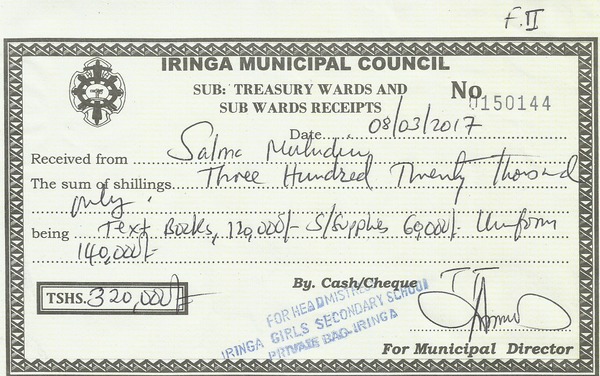 F.II
IRINGA MUNICIPAL COUNCIL
SUB: TREASURY WARDS AND
SUB WARDS RECEIPTS
No 0150144
Date 08/03/2017
Received from Salma
The sum of shillings Three Hundred Twenty Thousand
only.
being Text Books, 120,000/- S/Supplies 60,000/- Uniform
140,000/-
By. Cash/Cheque TT
TSHS. 320,000/-
FOR HEADMISTRESS
IRINGA GIRLS SECONDARY SCHOOL
PRIVATE BAG-IRINGA
For Municipal Director